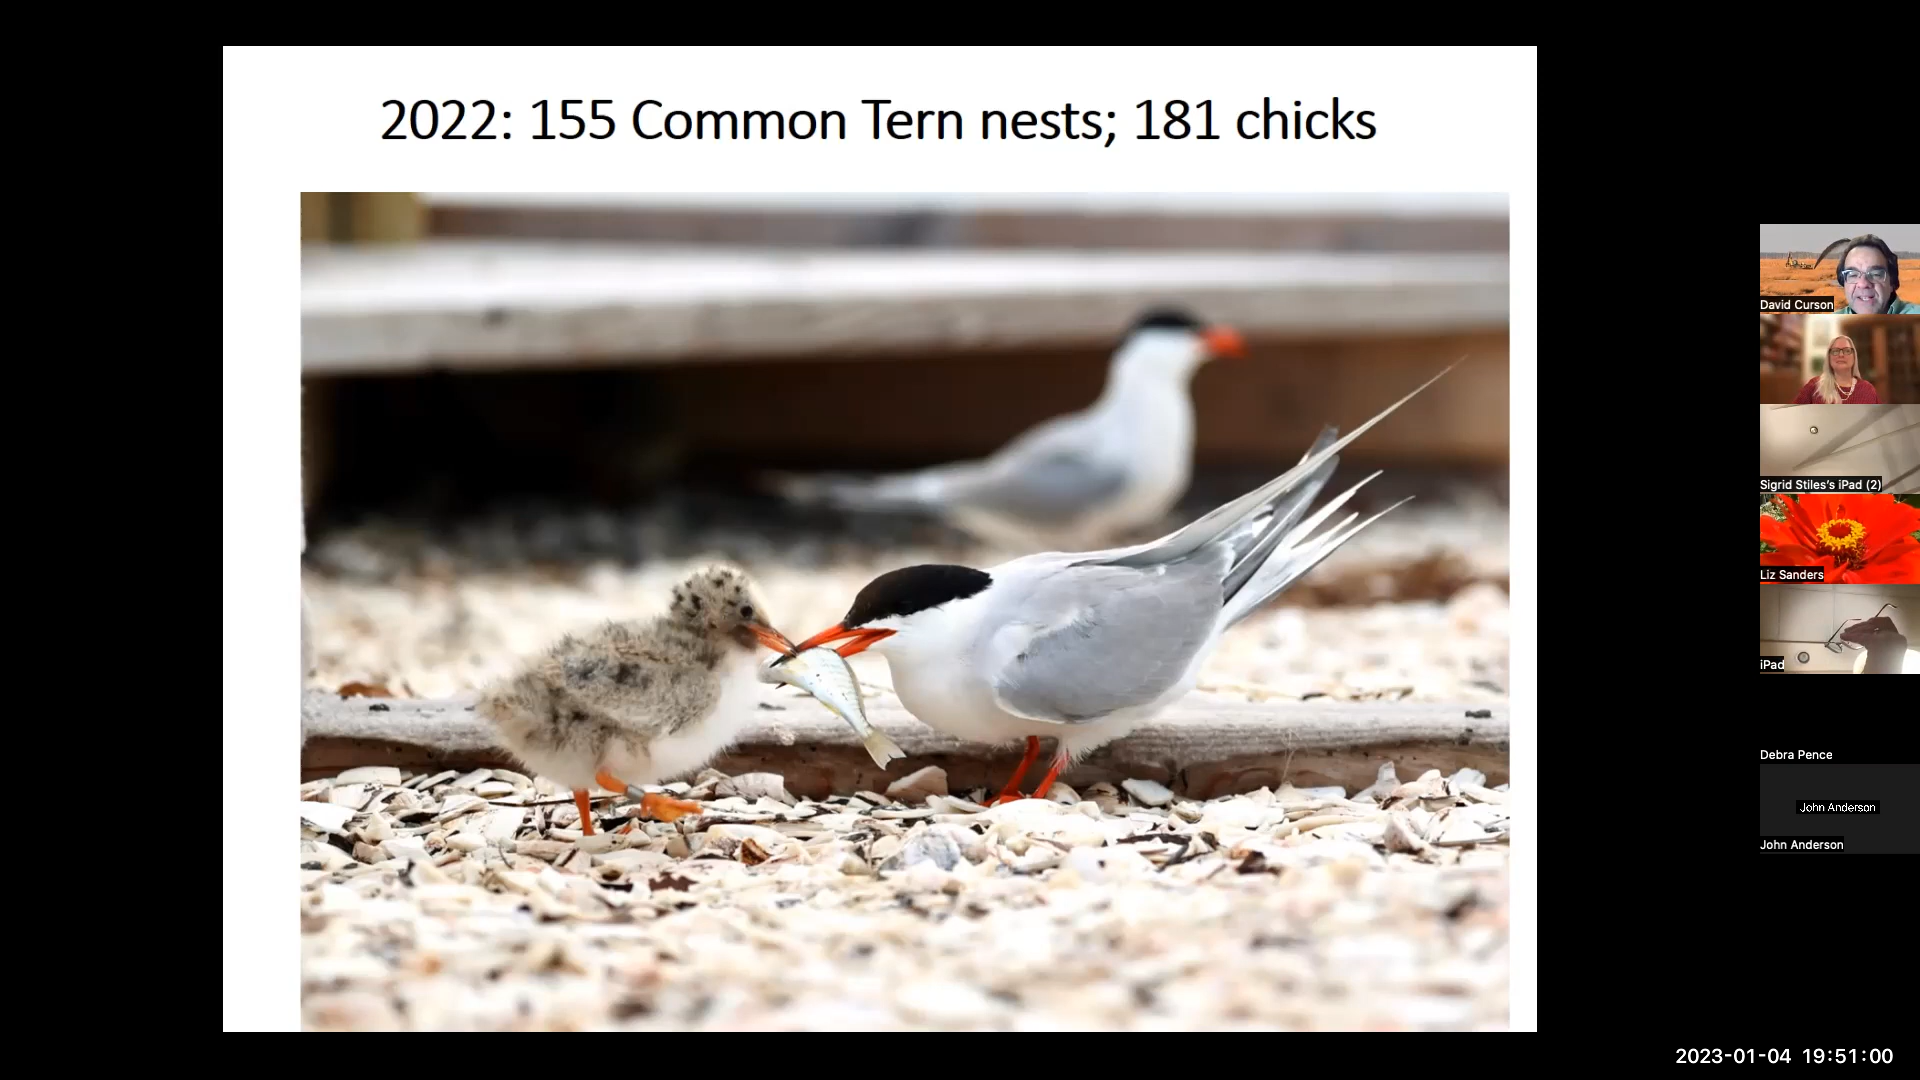 2022: 155 Common Tern nests; 181 chicks
David Curson
Sigrid Stiles's iPad (2)
Liz Sanders
iPad
Debra Pence
John Anderson
John Anderson
2023-01-04 19:51:00